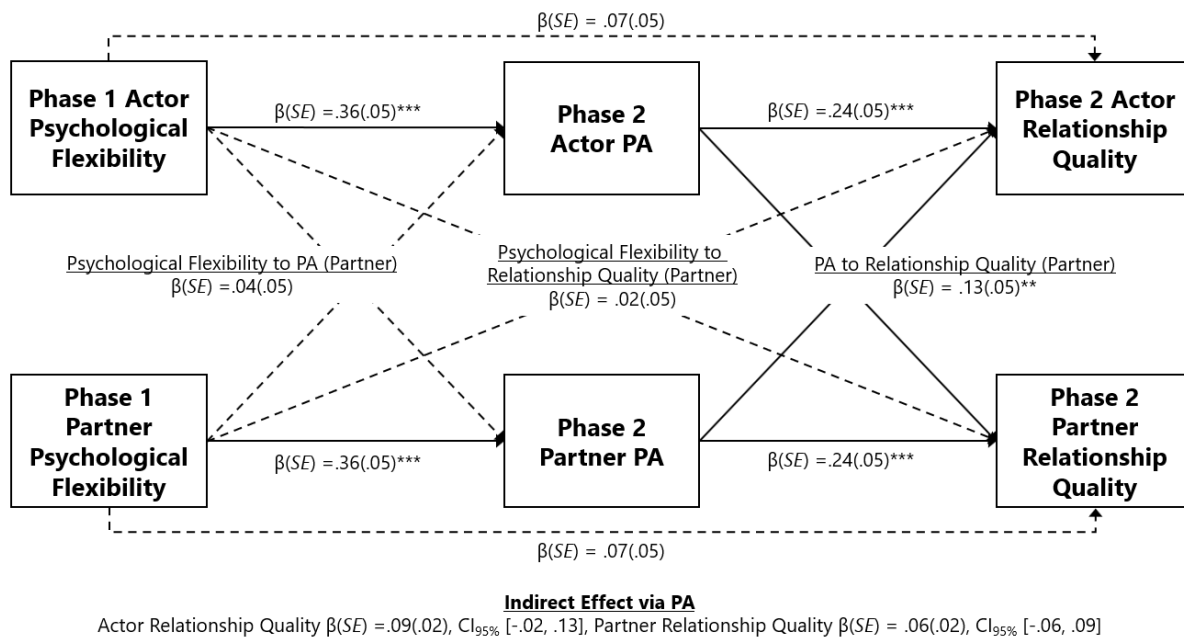 β(SE) = .07(.05)
Phase 1 Actor
Psychological
Flexibility
β(SE) =.36(.05)***
Phase 2
Actor PA
β(SE) =.24(.05)***
Phase 2 Actor
Relationship
Quality
Psychological Flexibility to PA (Partner)
β(SE) =.04(.05)
Psychological Flexibility to
Relationship Quality (Partner)
β(SE) = .02(.05)
PA to Relationship Quality (Partner)
β(SE) = .13(.05)**
Phase 1
Partner
Psychological
Flexibility
β(SE) =.36(.05)***
Phase 2
Partner PA
β(SE) =.24(.05)***
Phase 2
Partner
Relationship
Quality
β(SE) = .07(.05)
Indirect Effect via PA
Actor Relationship Quality β(SE) =.09(.02), CI95% [-.02, .13], Partner Relationship Quality β(SE) = .06(.02), CI95% [-.06, .09]